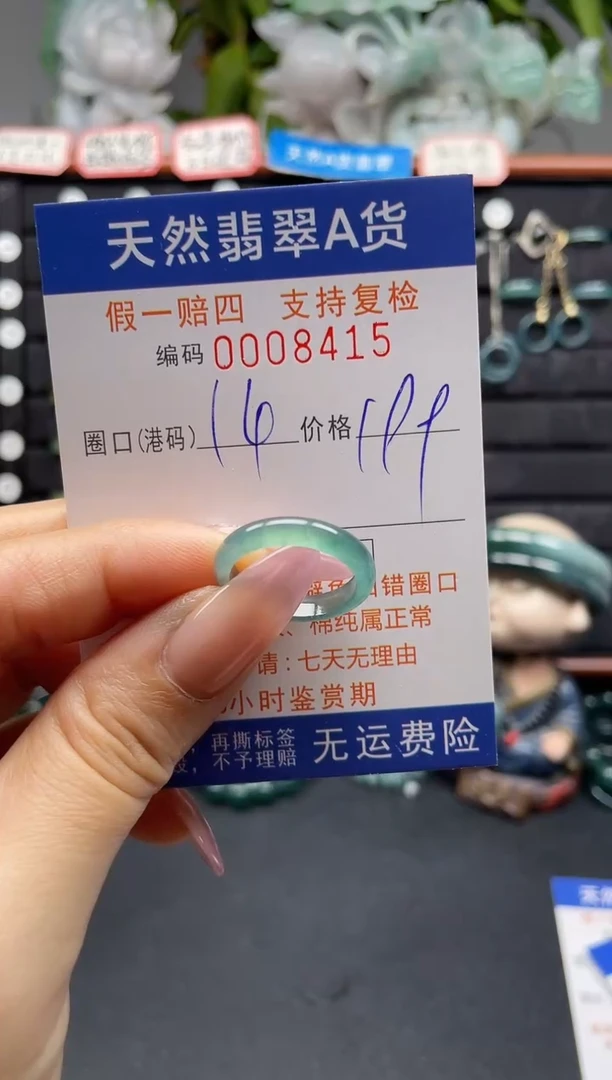 天然翡翠A货
假一赔四 支持复检
编码 0008415
圈口(港码) 16 价格 199
错圈口
棉纯属正常
请:七天无理由
小时鉴赏期
再撕标签
不予理赔
无运费险